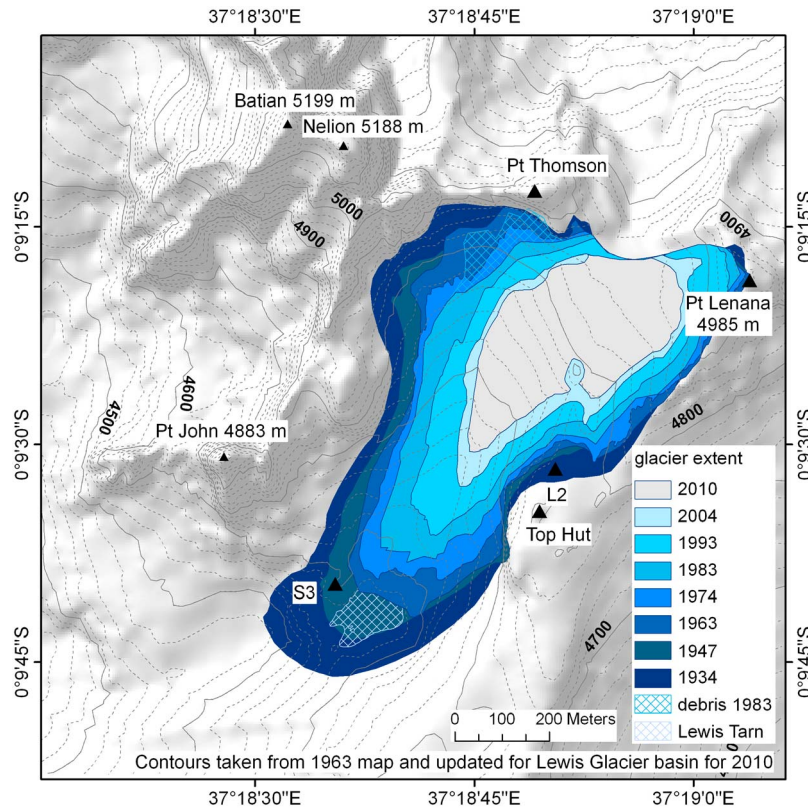 37°18'30"E
37°18'45"E
37°19'0"E
Batian 5199 m
Nelion 5188 m
Pt Thomson
0°9'15"S
0°9'15"S
5000
4900
4900
Pt Lenana
4985 m
4600
4500
4800
Pt John 4883 m
0°9'30"S
0°9'30"S
glacier extent
L2
Top Hut
2010
2004
1993
1983
1974
1963
1947
1934
debris 1983
Lewis Tarn
S3
4700
0°9'45"S
0°9'45"S
0 100 200 Meters
Contours taken from 1963 map and updated for Lewis Glacier basin for 2010
37°18'30"E
37°18'45"E
37°19'0"E